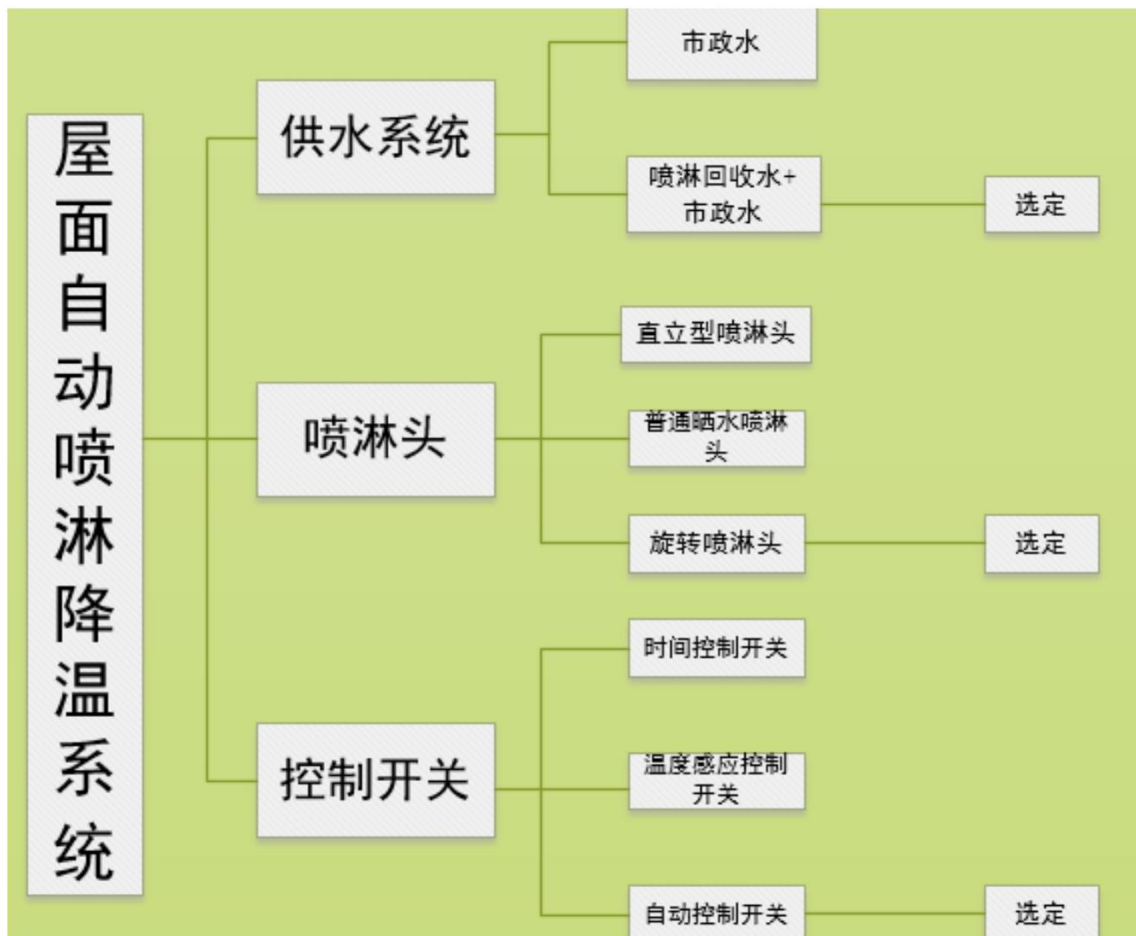 屋面自动喷淋降温系统
供水系统
市政水
喷淋回收水+
市政水
选定
喷淋头
直立型喷淋头
普通晒水喷淋
头
旋转喷淋头
选定
控制开关
时间控制开关
温度感应控制
开关
自动控制开关
选定